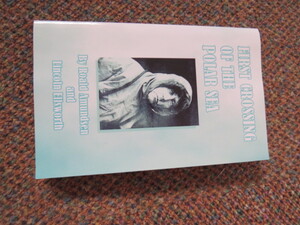 FIRST CROSSING
OF THE
POLAR SEA
By Roald Amundsen
and
Lincoln Ellsworth